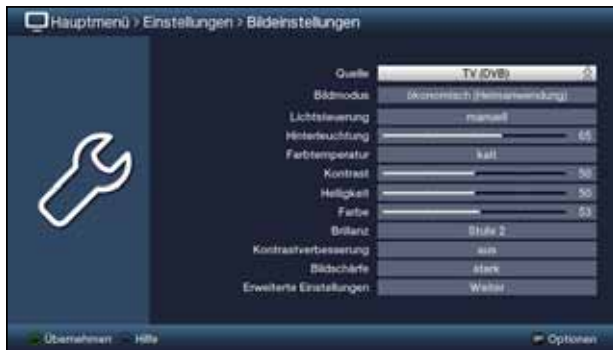 Hauptmenü > Einstellungen > Bildeinstellungen
Quelle TV (DVB)
Bildmodus ökonomisch (Heimanwendung)
Lichtsteuerung manuell
Hinterleuchtung 65
Farbtemperatur kalt
Kontrast 50
Helligkeit 50
Farbe 53
Brillanz Stufe 2
Kontrastverbesserung aus
Bildschärfe stark
Erweiterte Einstellungen Weiter
Übernehmen Hilfe Optionen